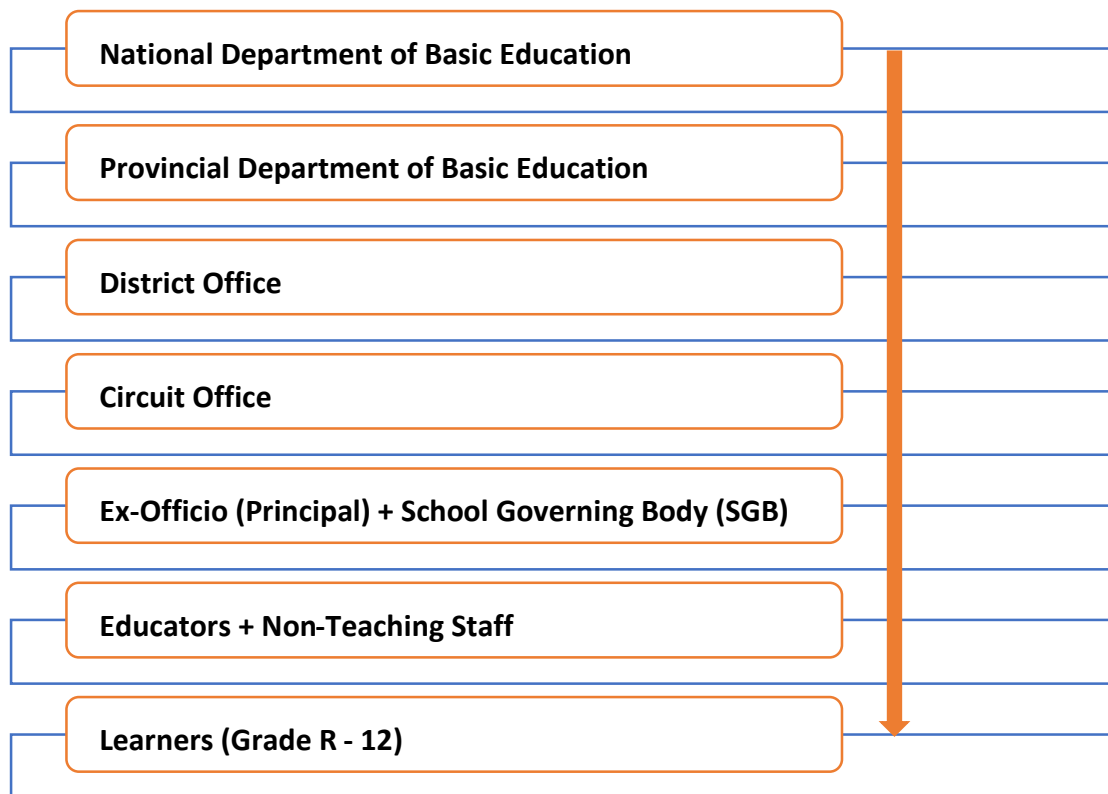 National Department of Basic Education
Provincial Department of Basic Education
District Office
Circuit Office
Ex-Officio (Principal) + School Governing Body (SGB)
Educators + Non-Teaching Staff
Learners (Grade R - 12)